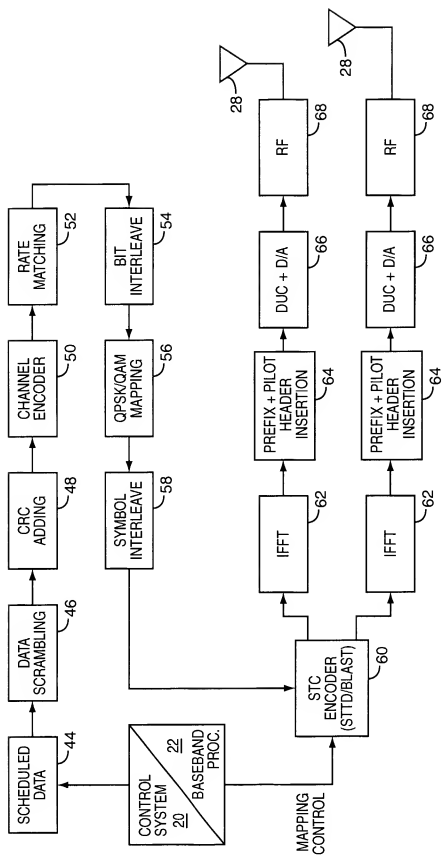 SCHEDULED
DATA
44
DATA
SCRAMBLING
46
CRC
ADDING
48
CHANNEL
ENCODER
50
RATE
MATCHING
52
BIT
INTERLEAVE
54
QPSK/QAM
MAPPING
56
SYMBOL
INTERLEAVE
58
CONTROL
SYSTEM
20
22
BASEBAND
PROC.
MAPPING
CONTROL
STC
ENCODER
(STTD/BLAST)
60
IFFT
62
PREFIX + PILOT
HEADER
INSERTION
64
DUC + D/A
66
RF
68
28
IFFT
62
PREFIX + PILOT
HEADER
INSERTION
64
DUC + D/A
66
RF
68
28